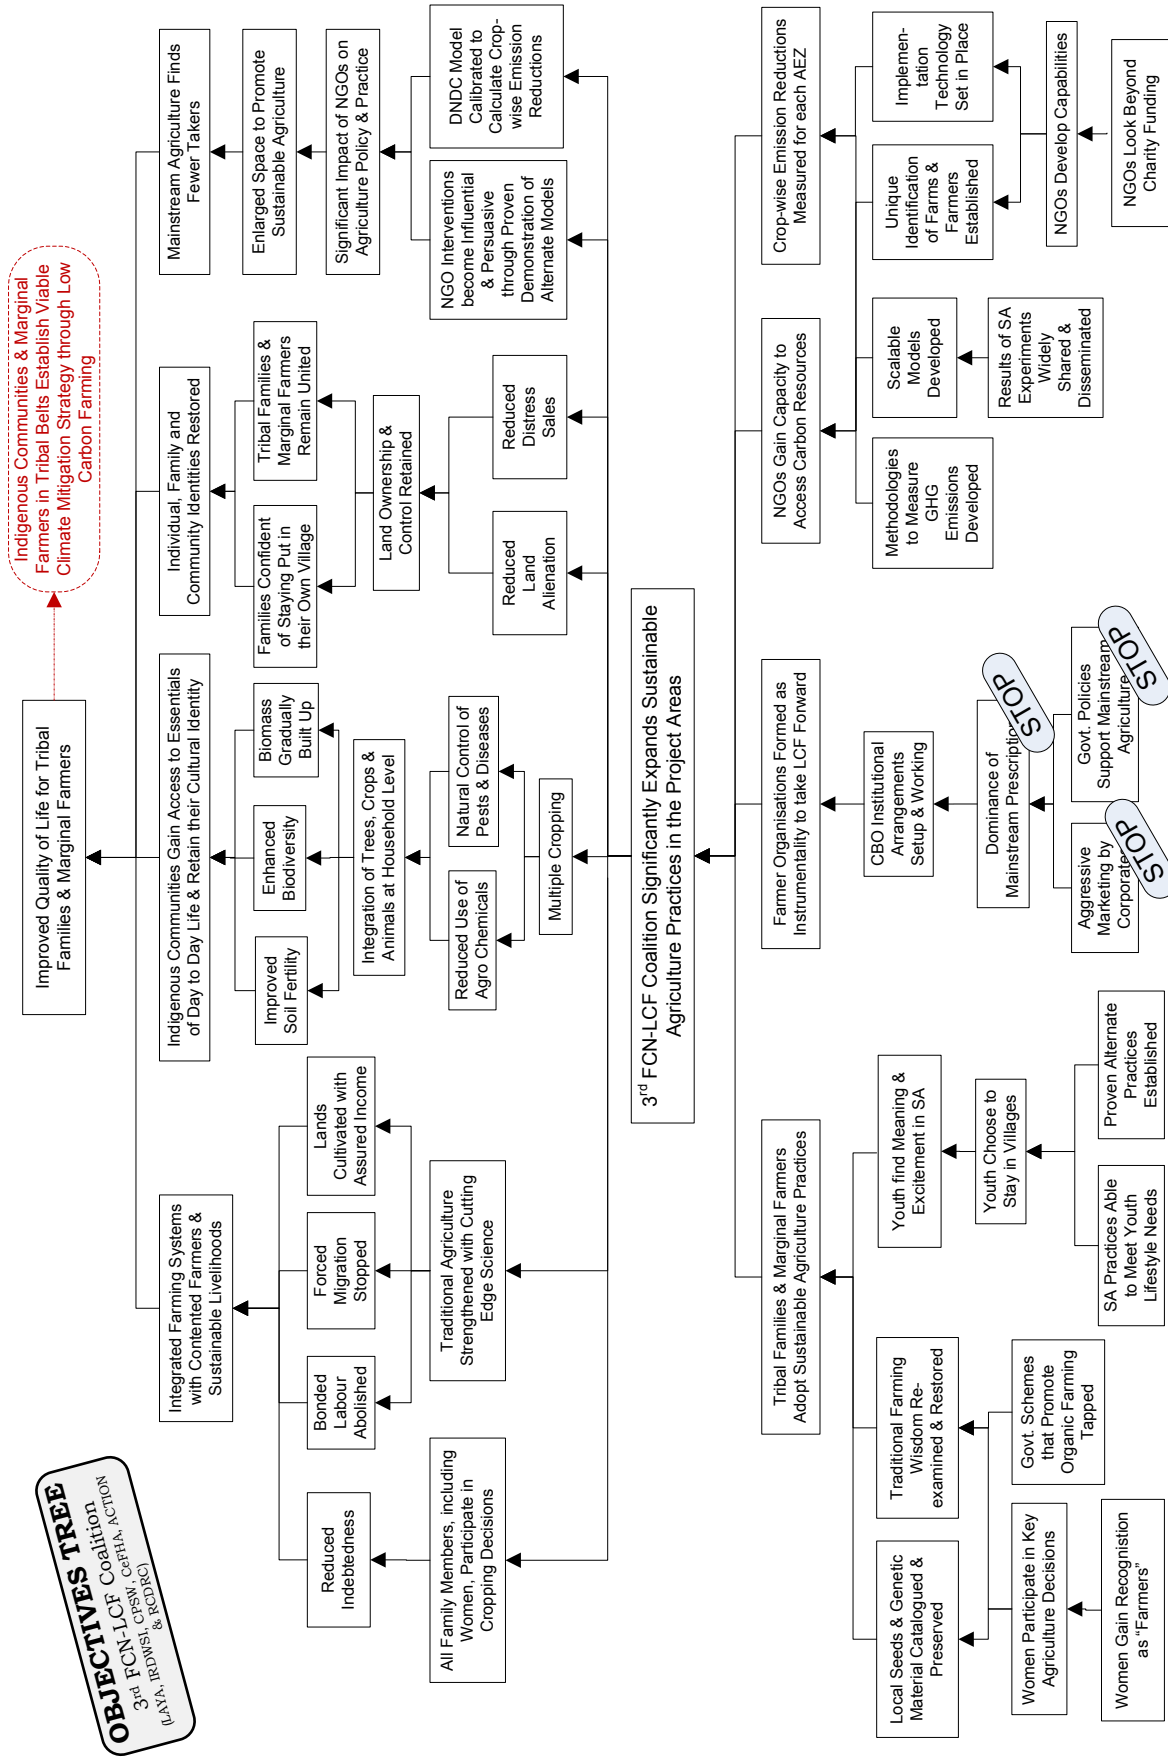 OBJECTIVES TREE
3rd FCN-LCF Coalition
(LAYA, IRDWSI, CPSW, CeFHA, ACTION
& RCDRC)
Improved Quality of Life for Tribal
Families & Marginal Farmers
Indigenous Communities & Marginal
Farmers in Tribal Belts Establish Viable
Climate Mitigation Strategy through Low
Carbon Farming
Integrated Farming Systems
with Contented Farmers &
Sustainable Livelihoods
Indigenous Communities Gain Access to Essentials
of Day to Day Life & Retain their Cultural Identity
Individual, Family and
Community Identities Restored
Mainstream Agriculture Finds
Fewer Takers
Reduced
Indebtedness
Bonded
Labour
Abolished
Forced
Migration
Stopped
Lands
Cultivated with
Assured Income
Improved
Soil Fertility
Enhanced
Biodiversity
Biomass
Gradually
Built Up
Families Confident
of Staying Put in
their Own Village
Tribal Families &
Marginal Farmers
Remain United
Enlarged Space to Promote
Sustainable Agriculture
Integration of Trees, Crops &
Animals at Household Level
Land Ownership &
Control Retained
Significant Impact of NGOs on
Agriculture Policy & Practice
All Family Members, including
Women, Participate in
Cropping Decisions
Traditional Agriculture
Strengthened with Cutting
Edge Science
Reduced Use of
Agro Chemicals
Natural Control of
Pests & Diseases
Multiple Cropping
Reduced
Land
Alienation
Reduced
Distress
Sales
NGO Interventions
become Influential
& Persuasive
through Proven
Demonstration of
Alternate Models
DNDC Model
Calibrated to
Calculate Crop-
wise Emission
Reductions
3rd FCN-LCF Coalition Significantly Expands Sustainable
Agriculture Practices in the Project Areas
Tribal Families & Marginal Farmers
Adopt Sustainable Agriculture Practices
Farmer Organisations Formed as
Instrumentality to take LCF Forward
NGOs Gain Capacity to
Access Carbon Resources
Crop-wise Emission Reductions
Measured for each AEZ
Local Seeds & Genetic
Material Catalogued &
Preserved
Traditional Farming
Wisdom Re-
examined & Restored
Youth find Meaning &
Excitement in SA
CBO Institutional
Arrangements
Setup & Working
Methodologies
to Measure
GHG
Emissions
Developed
Scalable
Models
Developed
Unique
Identification
of Farms &
Farmers
Established
Implemen-
tation
Technology
Set in Place
Women Participate in Key
Agriculture Decisions
Govt. Schemes
that Promote
Organic Farming
Tapped
Youth Choose to
Stay in Villages
Dominance of
Mainstream Prescription
STOP
Results of SA
Experiments
Widely
Shared &
Disseminated
NGOs Develop Capabilities
Women Gain Recognistion
as "Farmers"
SA Practices Able
to Meet Youth
Lifestyle Needs
Proven Alternate
Practices
Established
Aggressive
Marketing by
Corporate
STOP
Govt. Policies
Support Mainstream
Agriculture
STOP
NGOs Look Beyond
Charity Funding